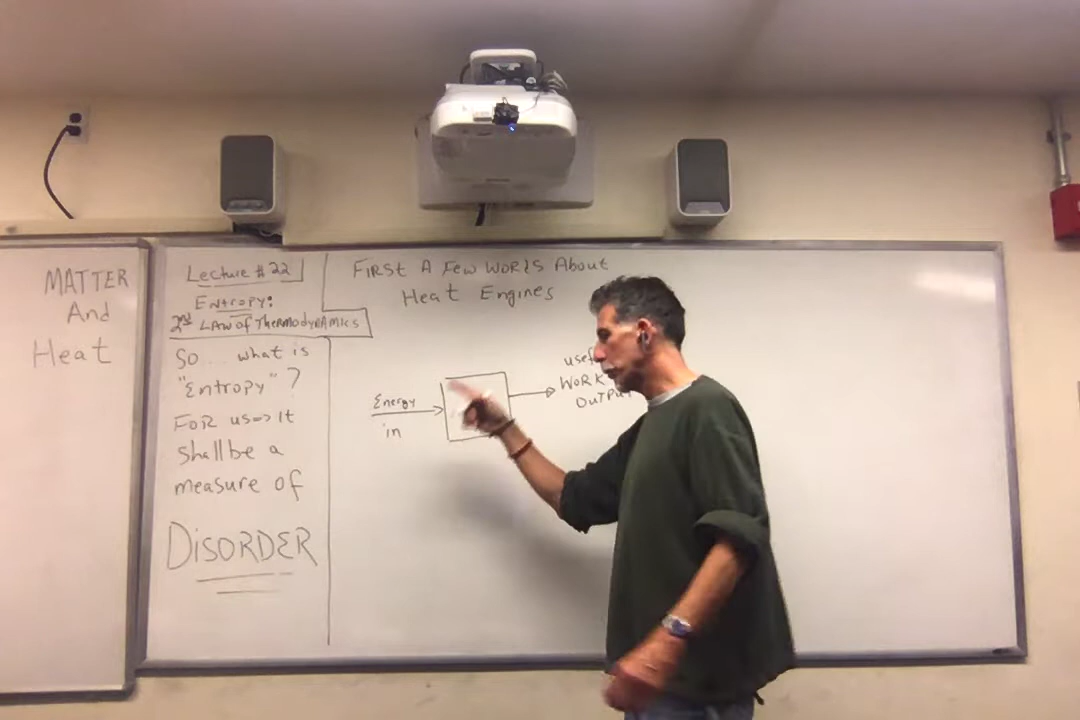 MATTER
And
Heat
Lecture #22
Entropy:
2nd LAW of Thermodynamics
So... what is
"Entropy"?
FOR us=> it
shall be a
measure of
DISORDER
FIRST A Few Words About
Heat Engines
Energy
in
WORK
OUTPUT